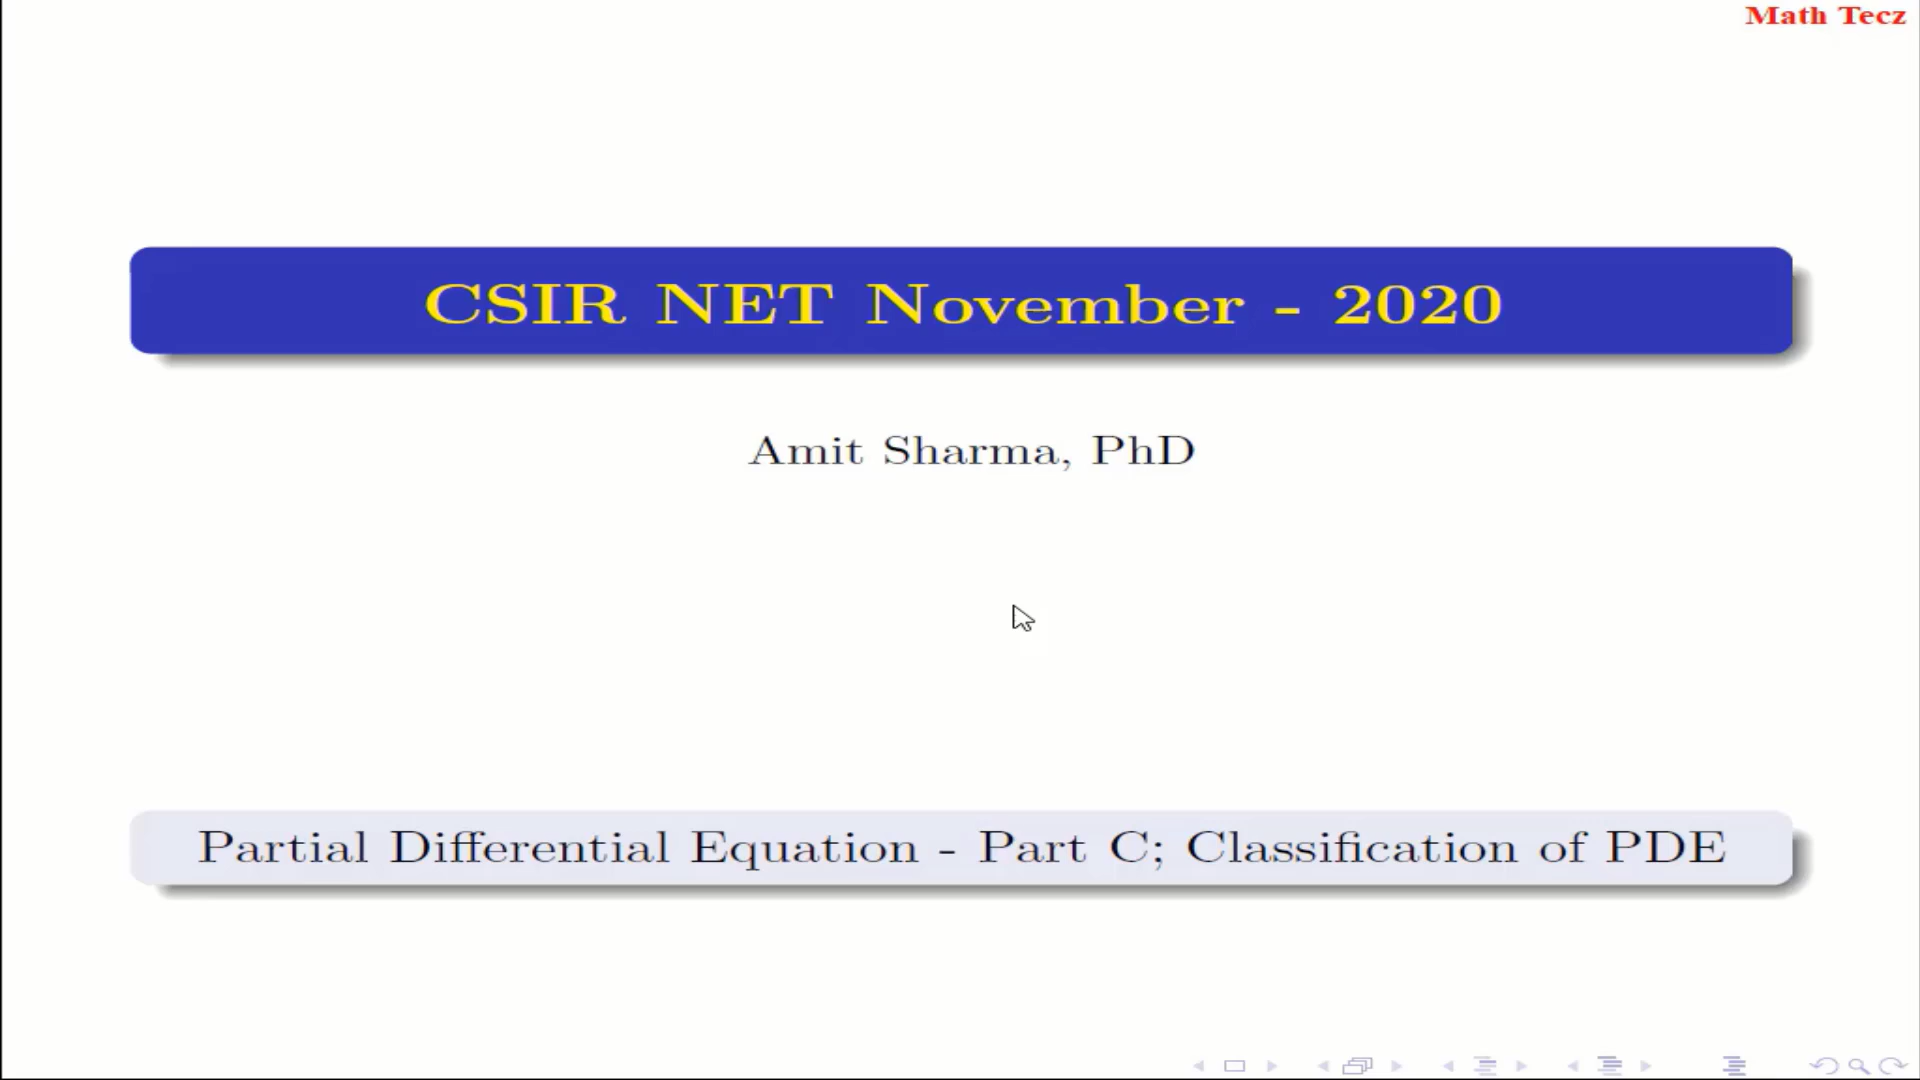 Math Tecz
CSIR NET November - 2020
Amit Sharma, PhD
Partial Differential Equation - Part C; Classification of PDE